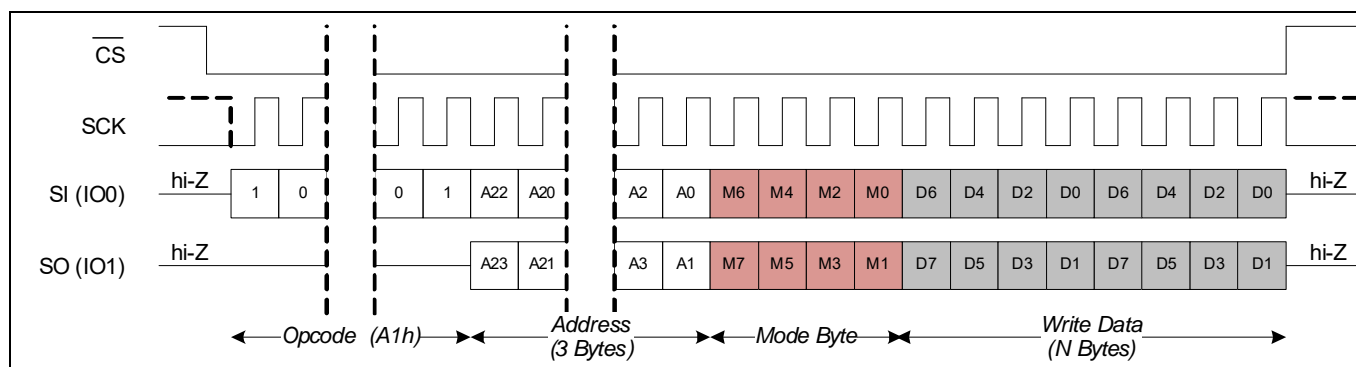 CS
SCK
SI (IO0) hi-Z 1 0 0 1 A22 A20 A2 A0 M6 M4 M2 M0 D6 D4 D2 D0 D6 D4 D2 D0 hi-Z
SO (IO1) hi-Z A23 A21 A3 A1 M7 M5 M3 M1 D7 D5 D3 D1 D7 D5 D3 D1 hi-Z
Opcode (A1h) Address Mode Byte Write Data
(3 Bytes) (N Bytes)